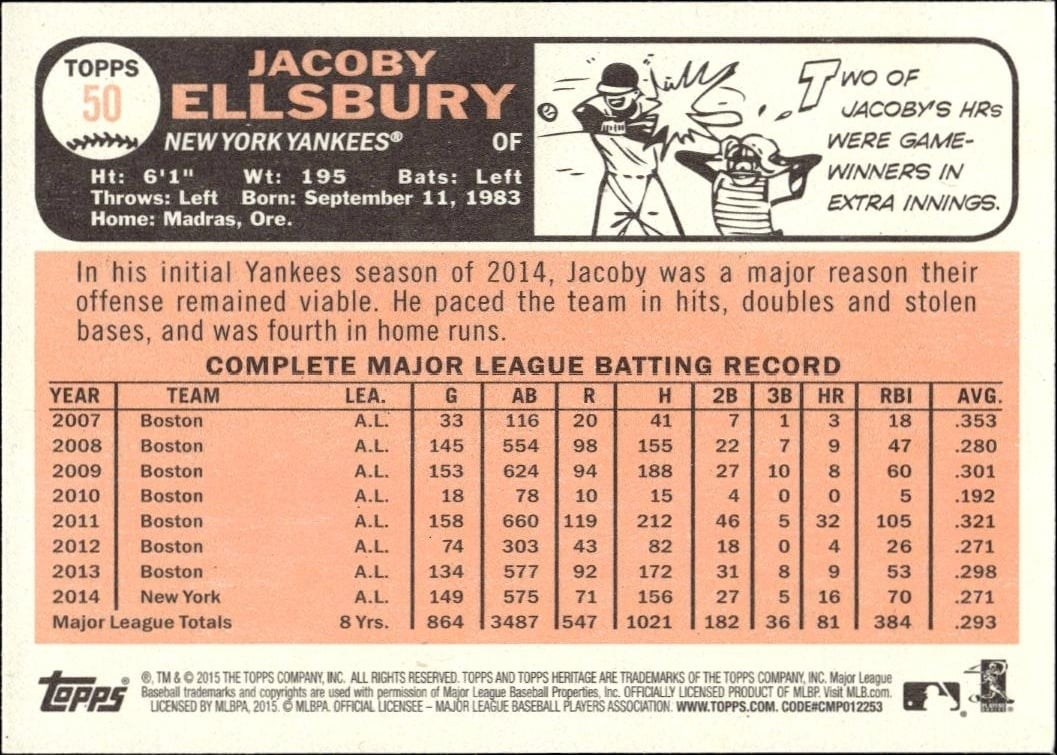 TOPPS
50
JACOBY
ELLSBURY
NEW YORK YANKEES® OF
Ht: 6'1" Wt: 195 Bats: Left
Throws: Left Born: September 11, 1983
Home: Madras, Ore.
TWO OF
JACOBY'S HRs
WERE GAME-
WINNERS IN
EXTRA INNINGS.
In his initial Yankees season of 2014, Jacoby was a major reason their
offense remained viable. He paced the team in hits, doubles and stolen
bases, and was fourth in home runs.
COMPLETE MAJOR LEAGUE BATTING RECORD
YEAR TEAM LEA. G AB R H 2B 3B HR RBI AVG.
2007 Boston A.L. 33 116 20 41 7 1 3 18 .353
2008 Boston A.L. 145 554 98 155 22 7 9 47 .280
2009 Boston A.L. 153 624 94 188 27 10 8 60 .301
2010 Boston A.L. 18 78 10 15 4 0 0 5 .192
2011 Boston A.L. 158 660 119 212 46 5 32 105 .321
2012 Boston A.L. 74 303 43 82 18 0 4 26 .271
2013 Boston A.L. 134 577 92 172 31 8 9 53 .298
2014 New York A.L. 149 575 71 156 27 5 16 70 .271
Major League Totals 8 Yrs. 864 3487 547 1021 182 36 81 384 .293
Topps®
®, TM & © 2015 THE TOPPS COMPANY, INC. ALL RIGHTS RESERVED. TOPPS AND TOPPS HERITAGE ARE TRADEMARKS OF THE TOPPS COMPANY, INC. Major League
Baseball trademarks and copyrights are used with permission of Major League Baseball Properties, Inc. OFFICIALLY LICENSED PRODUCT OF MLBP. Visit MLB.com.
LICENSED BY MLBPA, 2015. © MLBPA. OFFICIAL LICENSEE – MAJOR LEAGUE BASEBALL PLAYERS ASSOCIATION. WWW.TOPPS.COM. CODE#CMP012253